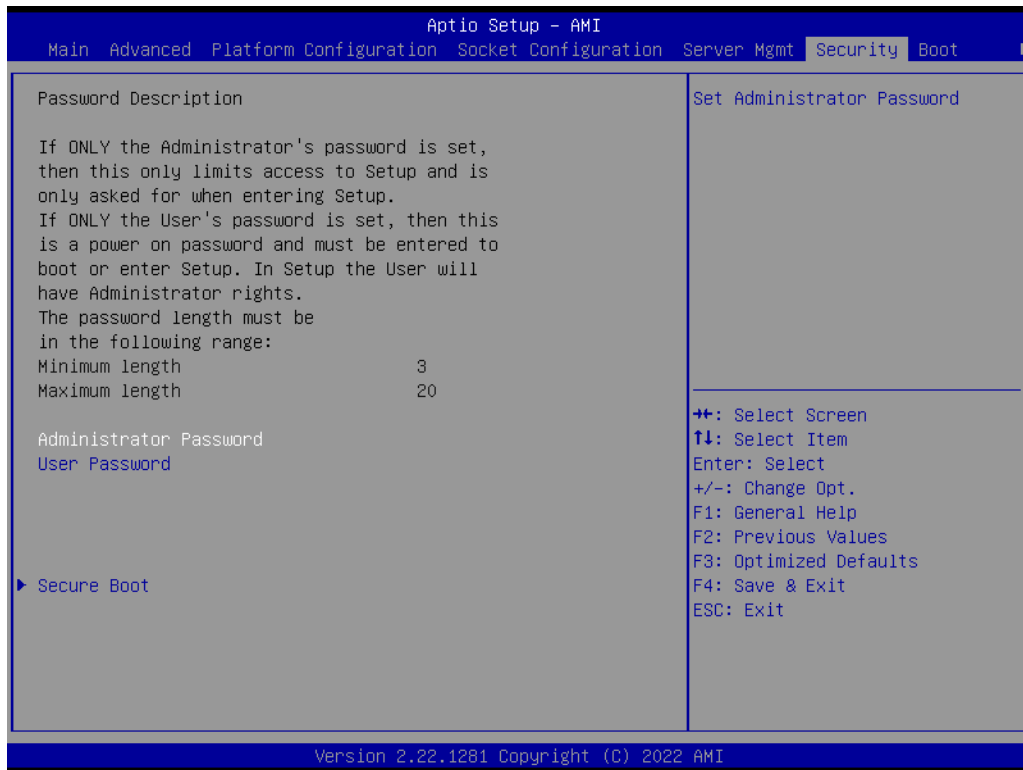 Aptio Setup – AMI
Main Advanced Platform Configuration Socket Configuration Server Mgmt Security Boot
Password Description
If ONLY the Administrator's password is set,
then this only limits access to Setup and is
only asked for when entering Setup.
If ONLY the User's password is set, then this
is a power on password and must be entered to
boot or enter Setup. In Setup the User will
have Administrator rights.
The password length must be
in the following range:
Minimum length 3
Maximum length 20
Administrator Password
User Password
Secure Boot
Set Administrator Password
→←: Select Screen
↑↓: Select Item
Enter: Select
+/-: Change Opt.
F1: General Help
F2: Previous Values
F3: Optimized Defaults
F4: Save & Exit
ESC: Exit
Version 2.22.1281 Copyright (C) 2022 AMI